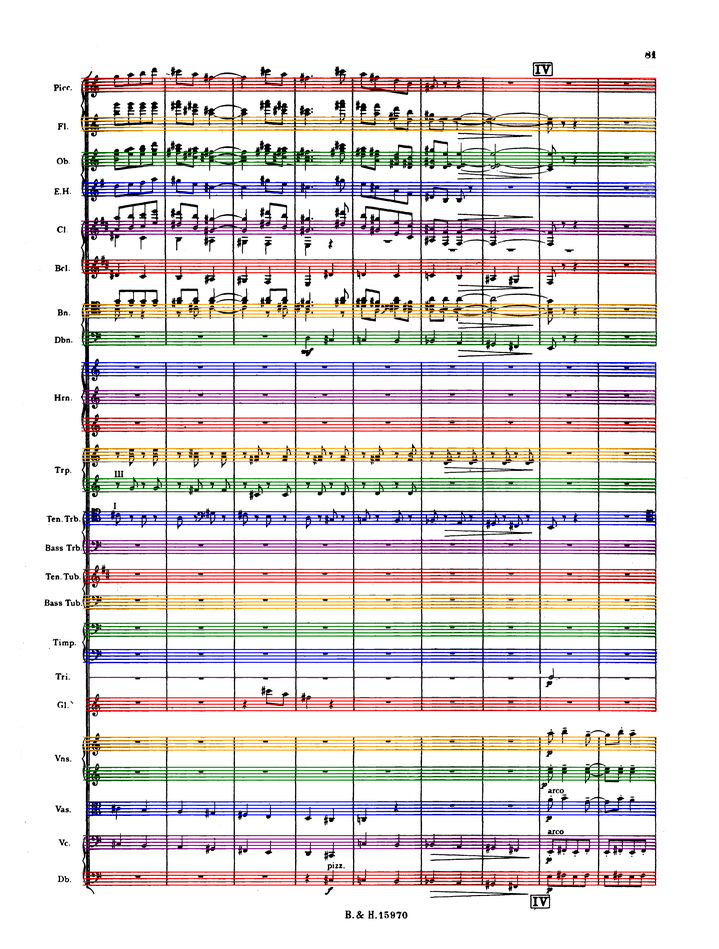 81
IV
Picc.
Fl.
Ob.
E.H.
Cl.
Bcl.
Bn.
Dbn.
mf
Hrn.
Trp.
III
I
Ten. Trb.
Bass Trb.
Ten. Tub.
Bass Tub.
Timp.
Tri.
p
Gl.
Vns.
p
p
arco
Vas.
p
arco
Vc.
p
pizz.
Db.
f
p
IV
B. & H. 15970